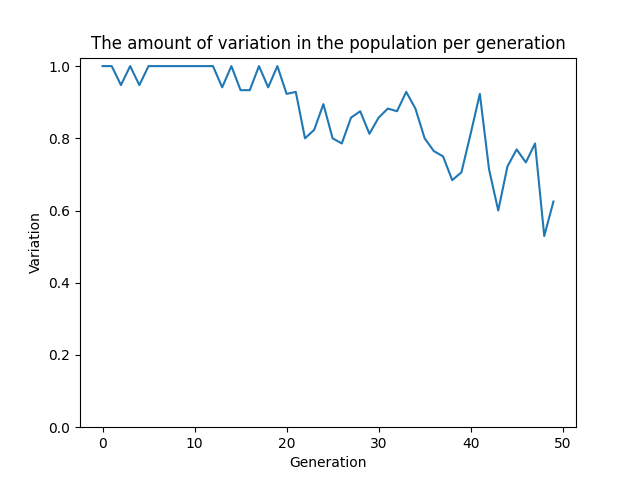 The amount of variation in the population per generation
1.0
0.8
0.6
0.4
0.2
0.0
Variation
0 10 20 30 40 50
Generation